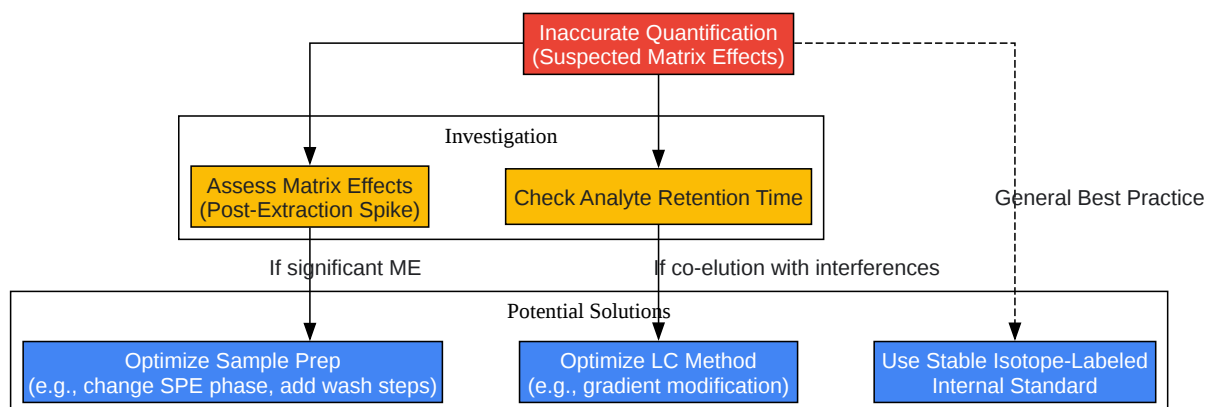 Inaccurate Quantification
(Suspected Matrix Effects)
Investigation
Assess Matrix Effects
(Post-Extraction Spike)
Check Analyte Retention Time
General Best Practice
If significant ME
If co-elution with interferences
Potential Solutions
Optimize Sample Prep
(e.g., change SPE phase, add wash steps)
Optimize LC Method
(e.g., gradient modification)
Use Stable Isotope-Labeled
Internal Standard